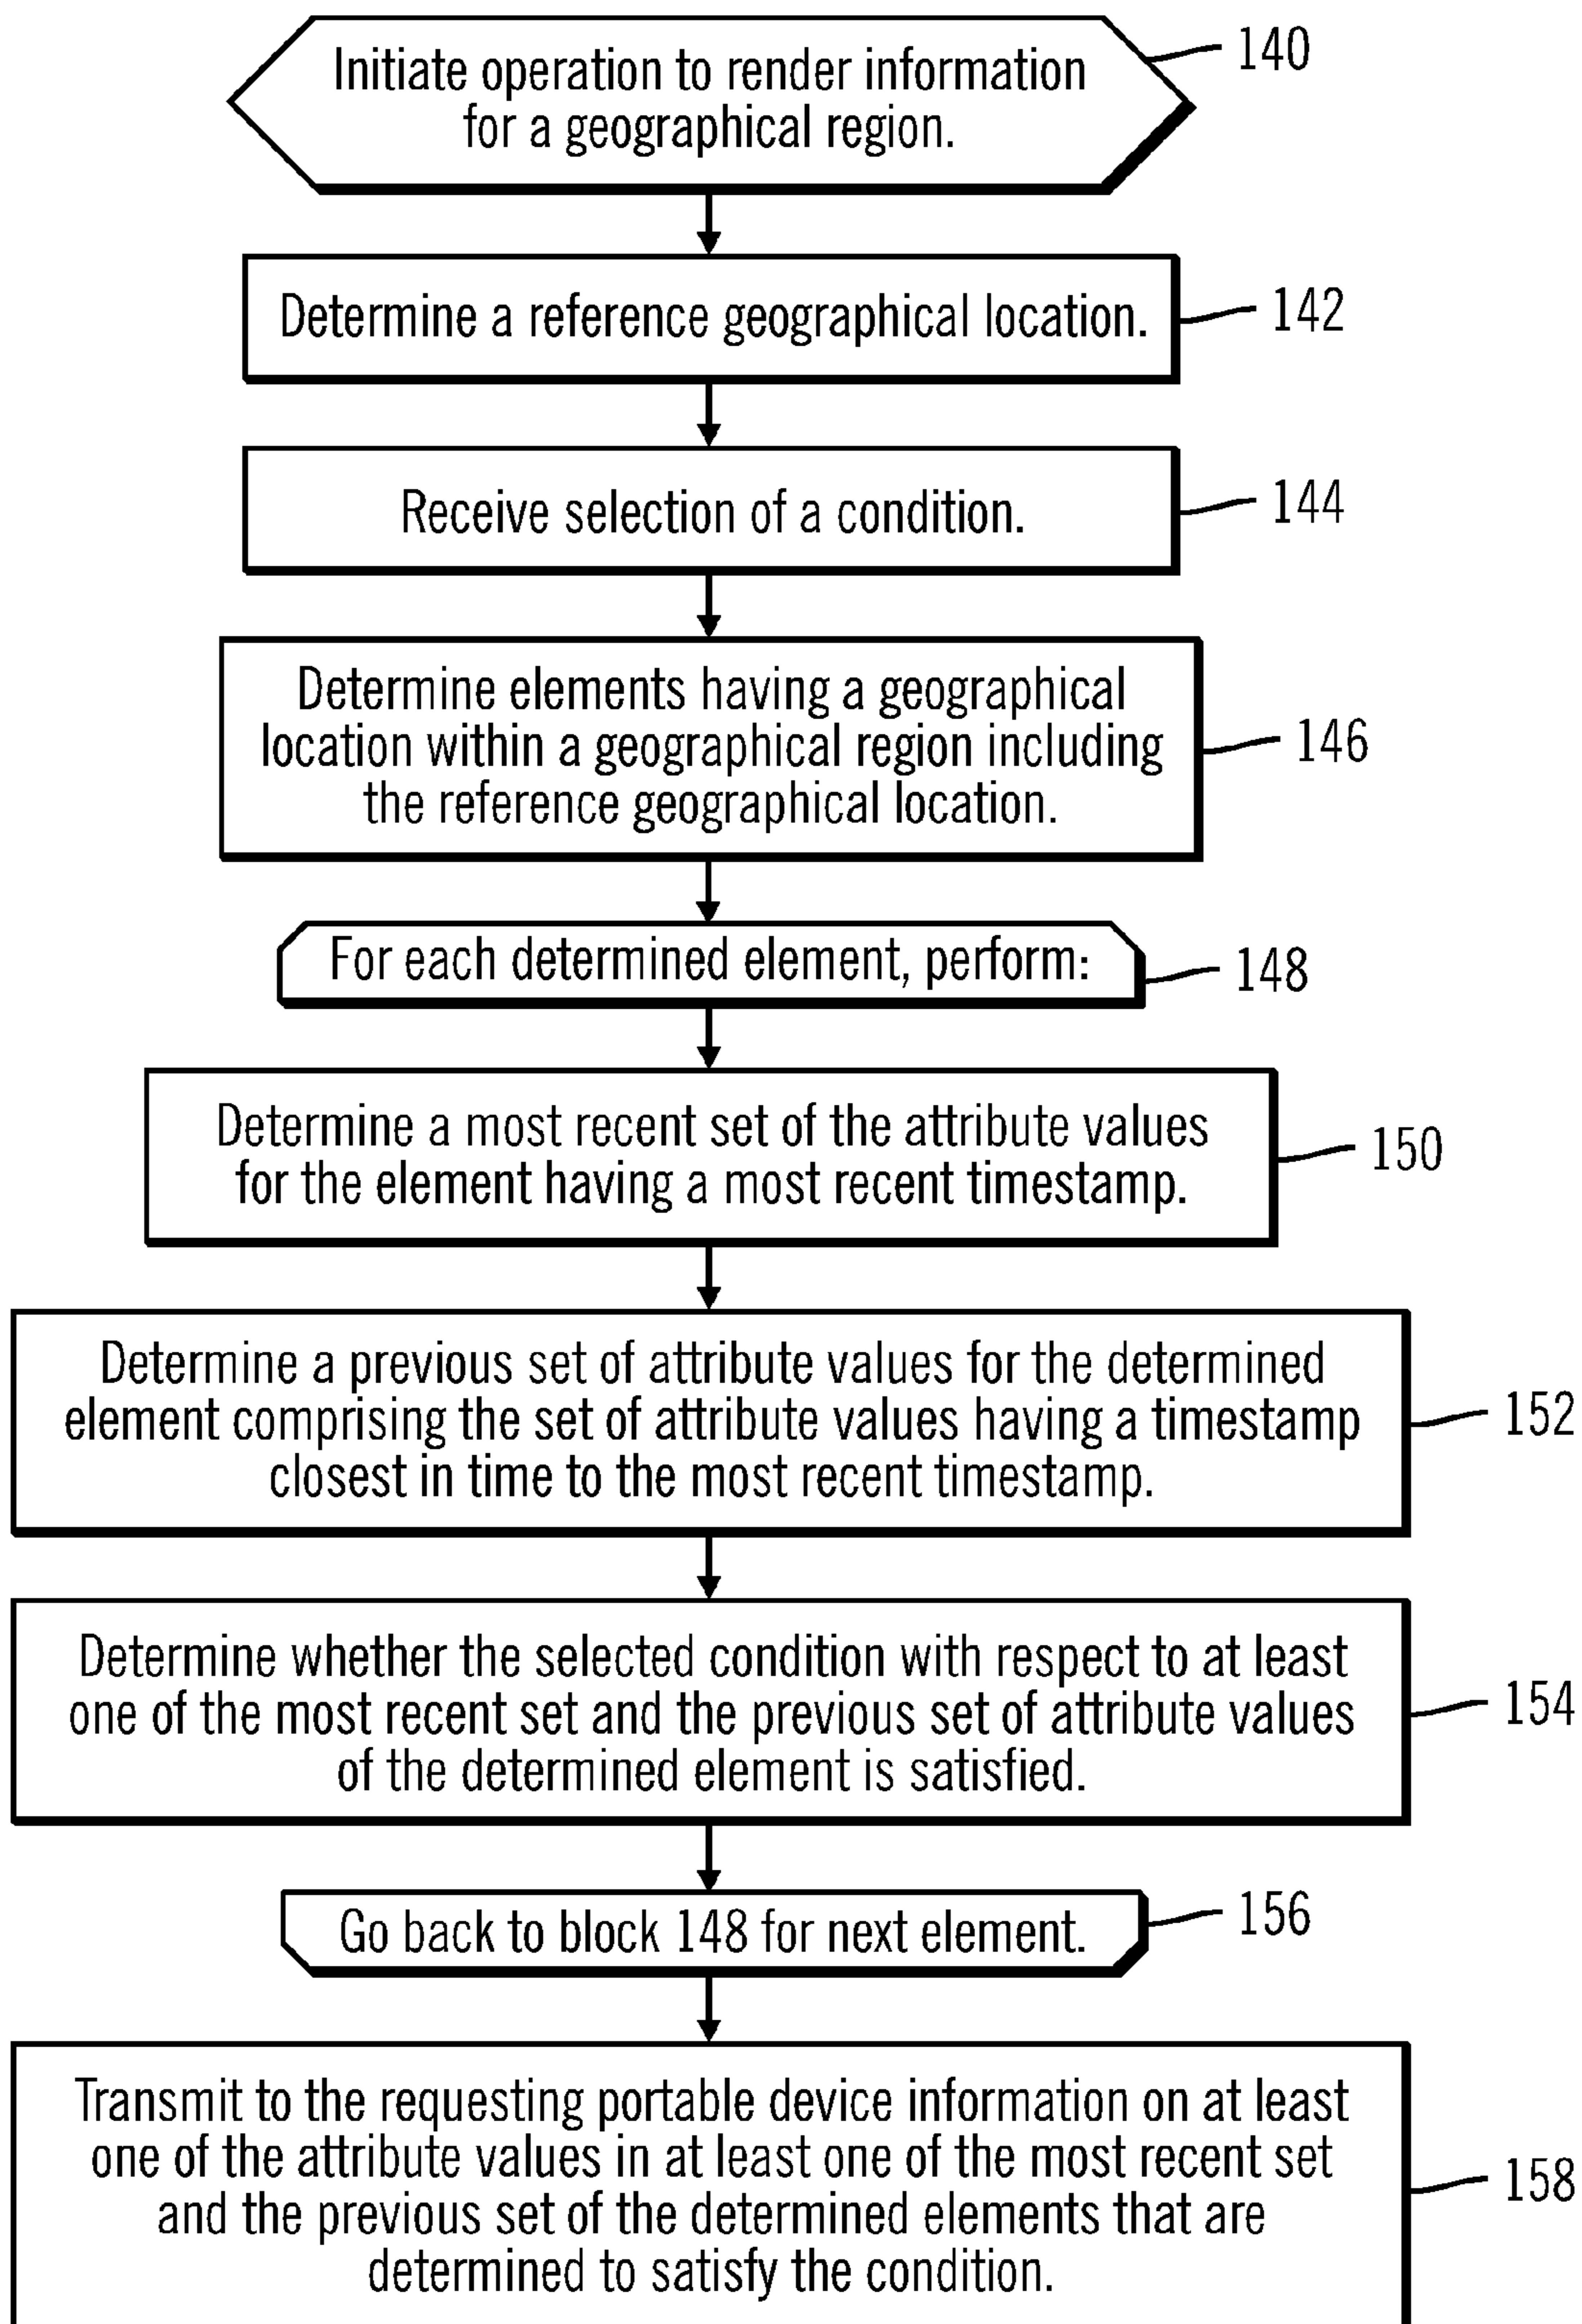 Initiate operation to render information
for a geographical region.
140
Determine a reference geographical location.
142
Receive selection of a condition.
144
Determine elements having a geographical
location within a geographical region including
the reference geographical location.
146
For each determined element, perform:
148
Determine a most recent set of the attribute values
for the element having a most recent timestamp.
150
Determine a previous set of attribute values for the determined
element comprising the set of attribute values having a timestamp
closest in time to the most recent timestamp.
152
Determine whether the selected condition with respect to at least
one of the most recent set and the previous set of attribute values
of the determined element is satisfied.
154
Go back to block 148 for next element.
156
Transmit to the requesting portable device information on at least
one of the attribute values in at least one of the most recent set
and the previous set of the determined elements that are
determined to satisfy the condition.
158